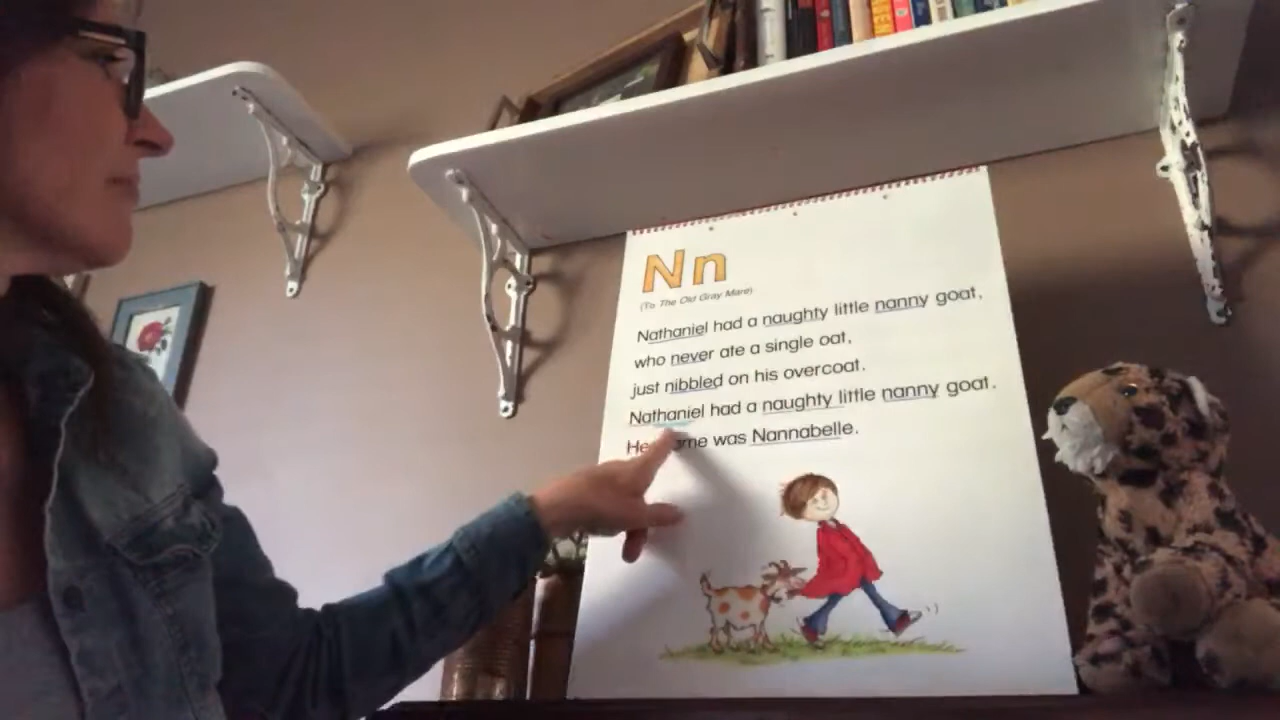 Nn
(To The Old Gray Mare)
Nathaniel had a naughty little nanny goat,
who never ate a single oat,
just nibbled on his overcoat.
Nathaniel had a naughty little nanny goat.
was Nannabelle.